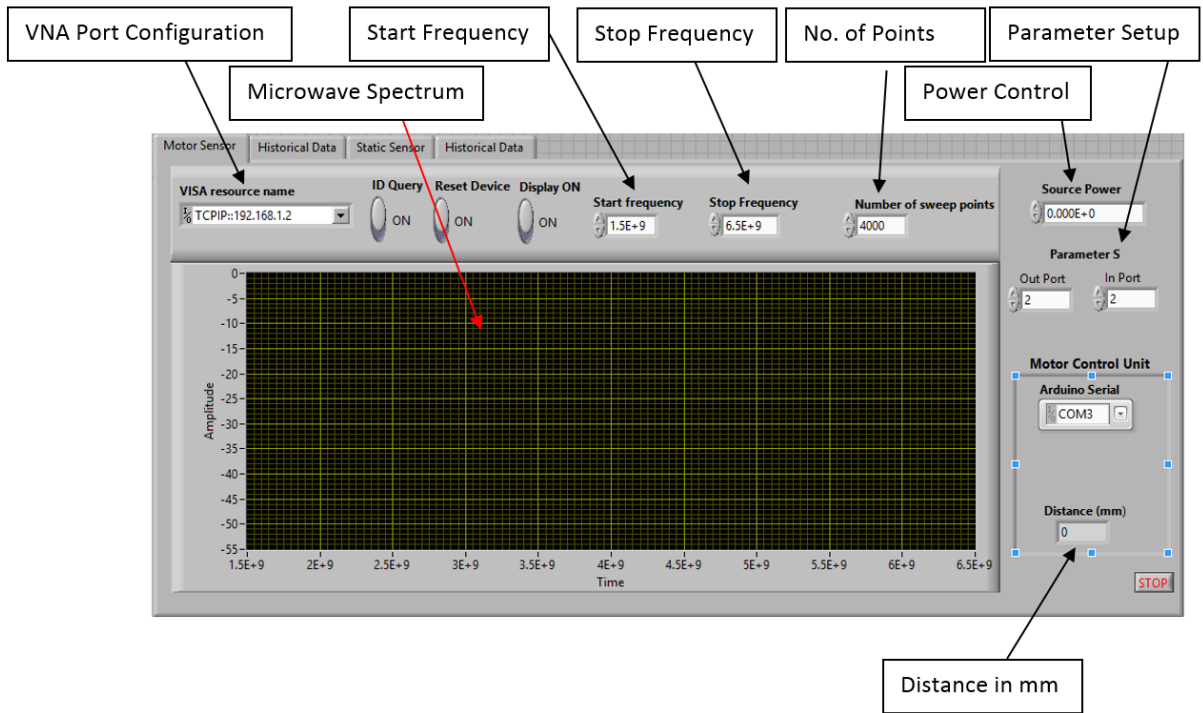 VNA Port Configuration
Start Frequency
Stop Frequency
No. of Points
Parameter Setup
Microwave Spectrum
Power Control
Motor Sensor
Historical Data
Static Sensor
Historical Data
VISA resource name
TCPIP::192.168.1.2
ID Query
ON
Reset Device
ON
Display ON
ON
Start frequency
1.5E+9
Stop Frequency
6.5E+9
Number of sweep points
4000
Source Power
0.000E+0
Parameter S
Out Port
2
In Port
2
Amplitude
0-
-5-
-10-
-15-
-20-
-25-
-30-
-35-
-40-
-45-
-50-
-55-
1.5E+9 2E+9 2.5E+9 3E+9 3.5E+9 4E+9 4.5E+9 5E+9 5.5E+9 6E+9 6.5E+9
Time
Motor Control Unit
Arduino Serial
COM3
Distance (mm)
0
STOP
Distance in mm